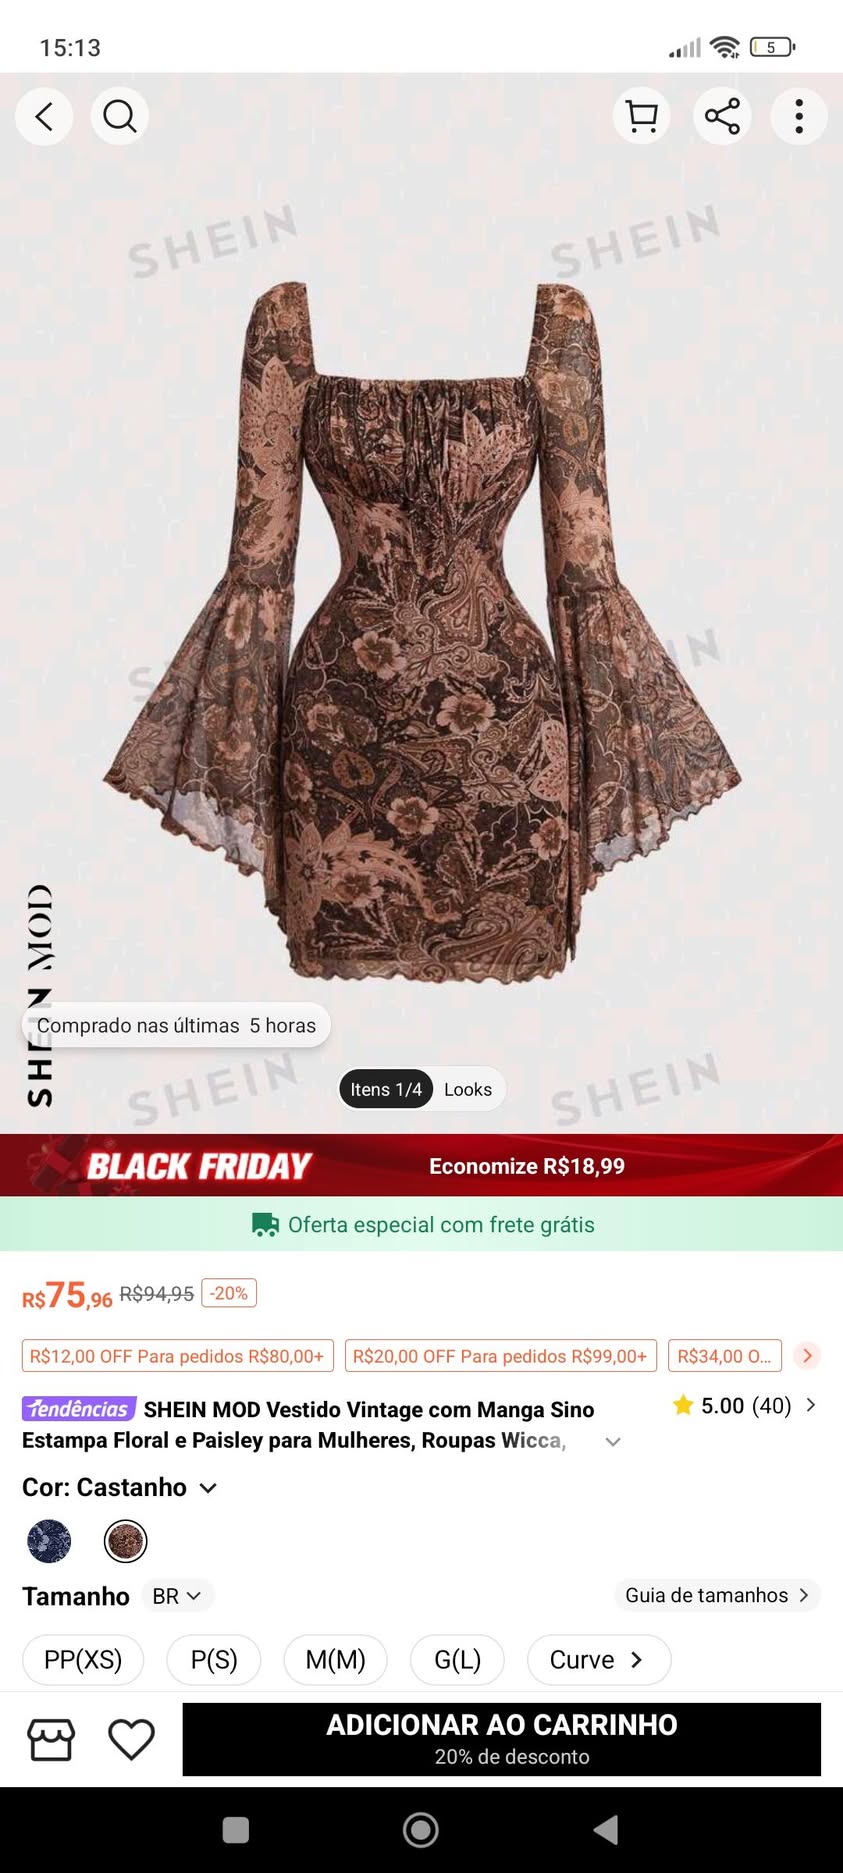 15:13
5
SHEIN
SHEIN
SHEIN MOD
Comprado nas últimas 5 horas
SHEIN
SHEIN
Itens 1/4
Looks
BLACK FRIDAY
Economize R$18,99
Oferta especial com frete grátis
R$75,96 R$94,95 -20%
R$12,00 OFF Para pedidos R$80,00+
R$20,00 OFF Para pedidos R$99,00+
R$34,00 O...
Tendências SHEIN MOD Vestido Vintage com Manga Sino
5.00 (40)
Estampa Floral e Paisley para Mulheres, Roupas Wicca,
Cor: Castanho
Tamanho
BR
Guia de tamanhos
PP(XS)
P(S)
M(M)
G(L)
Curve
ADICIONAR AO CARRINHO
20% de desconto